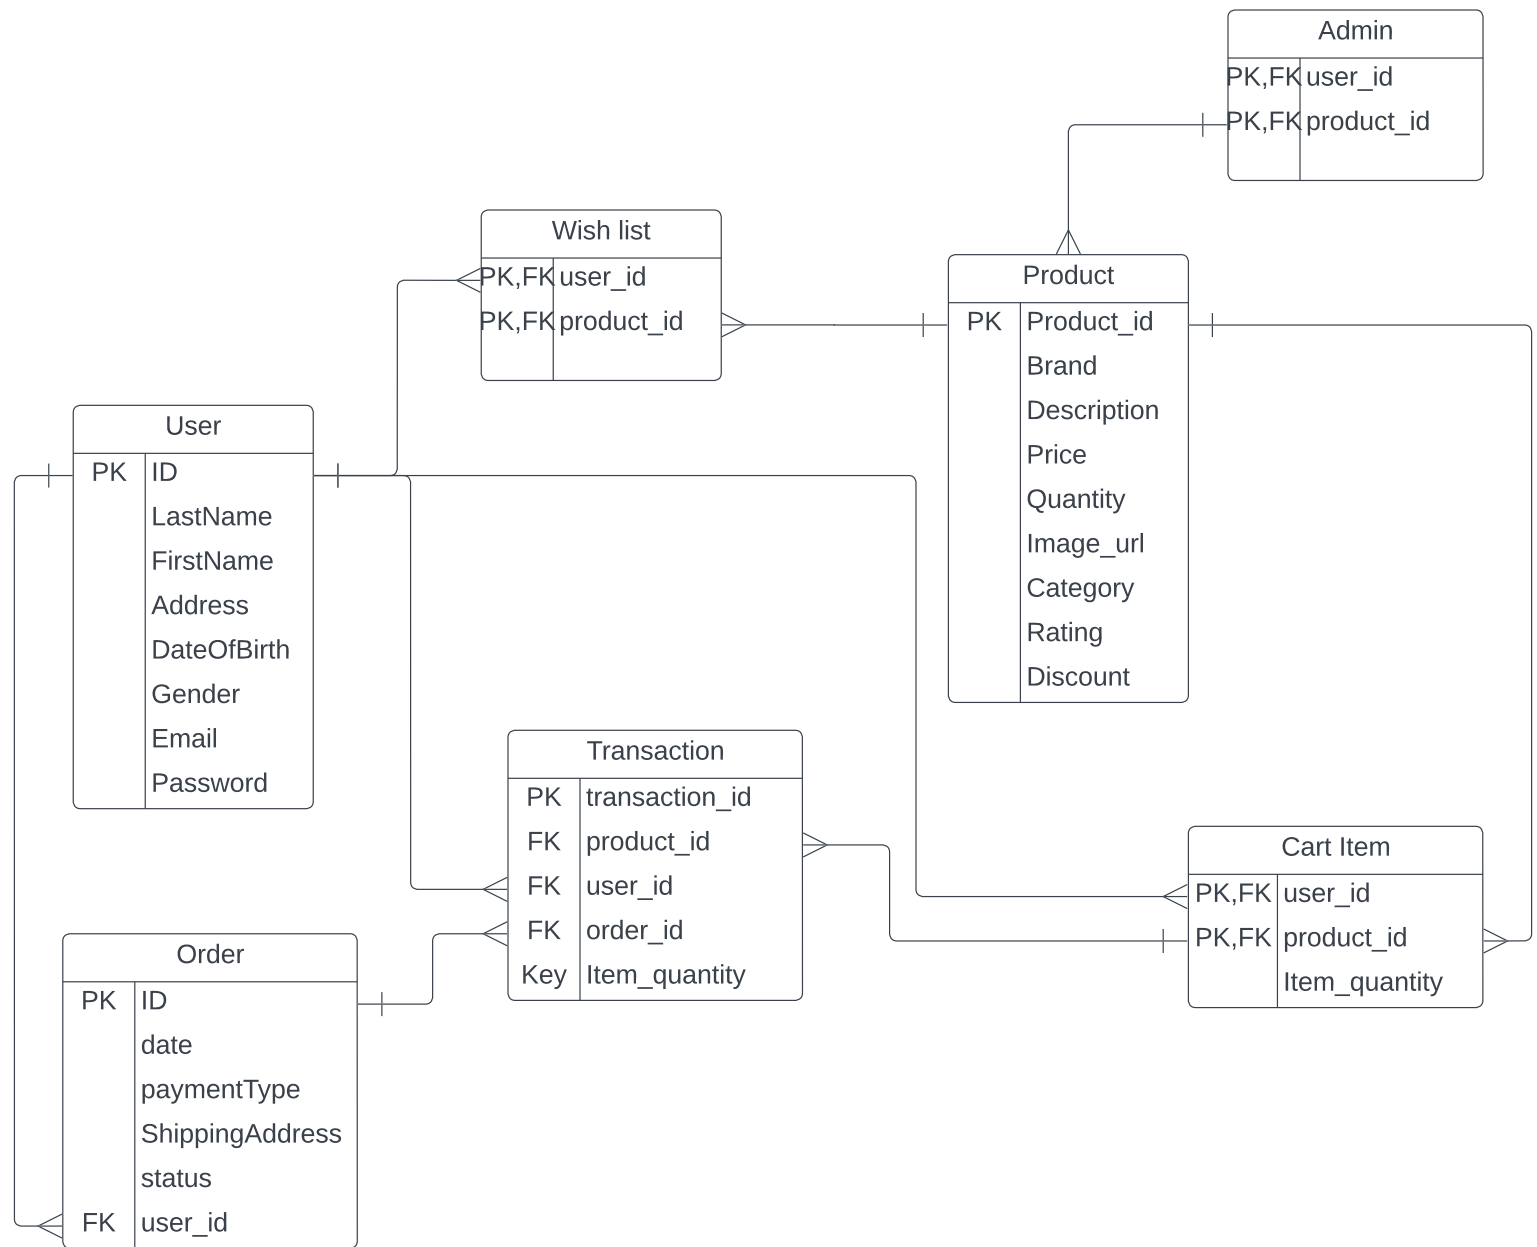 Admin
PK,FK user_id
PK,FK product_id
Wish list
PK,FK user_id
PK,FK product_id
Product
PK Product_id
Brand
Description
Price
Quantity
Image_url
Category
Rating
Discount
User
PK ID
LastName
FirstName
Address
DateOfBirth
Gender
Email
Password
Transaction
PK transaction_id
FK product_id
FK user_id
FK order_id
Key Item_quantity
Cart Item
PK,FK user_id
PK,FK product_id
Item_quantity
Order
PK ID
date
paymentType
ShippingAddress
status
FK user_id